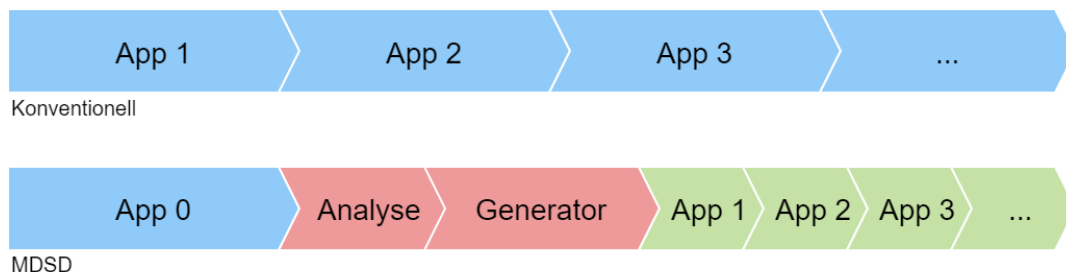 App 1 App 2 App 3 ...
Konventionell
App 0 Analyse Generator App 1 App 2 App 3 ...
MDSD